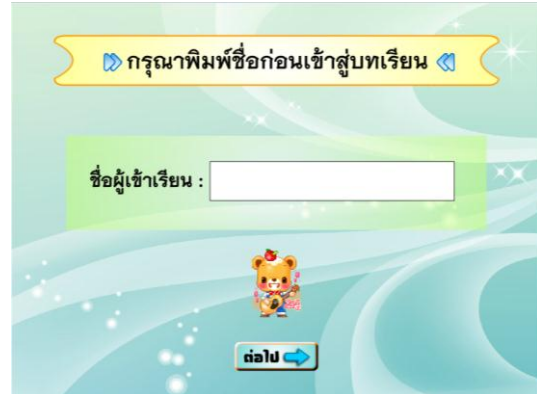 กรุณาพิมพ์ชื่อก่อนเข้าสู่บทเรียน
ชื่อผู้เข้าเรียน :
ต่อไป